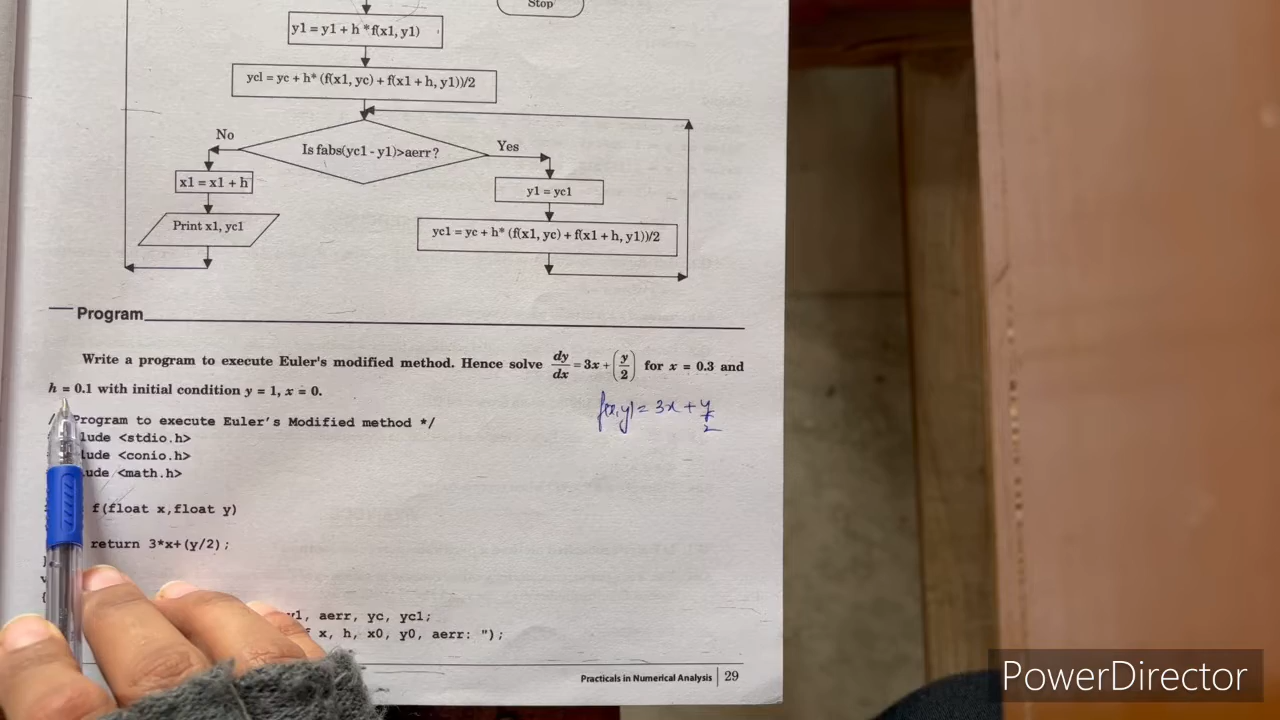 Stop
y1 = y1 + h * f(x1, y1)
yc1 = yc + h* (f(x1, yc) + f(x1 + h, y1))/2
No
Is fabs(yc1 - y1)>aerr?
Yes
x1 = x1 + h
y1 = yc1
Print x1, yc1
yc1 = yc + h* (f(x1, yc) + f(x1 + h, y1))/2
Program
Write a program to execute Euler's modified method. Hence solve dy/dx = 3x + (y/2) for x = 0.3 and
h = 0.1 with initial condition y = 1, x = 0.
f(x,y) = 3x + y/2
Program to execute Euler's Modified method */
lude <stdio.h>
lude <conio.h>
lude <math.h>
f(float x,float y)
return 3*x+(y/2);
y1, aerr, yc, yc1;
f x, h, x0, y0, aerr: ");
Practicals in Numerical Analysis | 29
PowerDirector